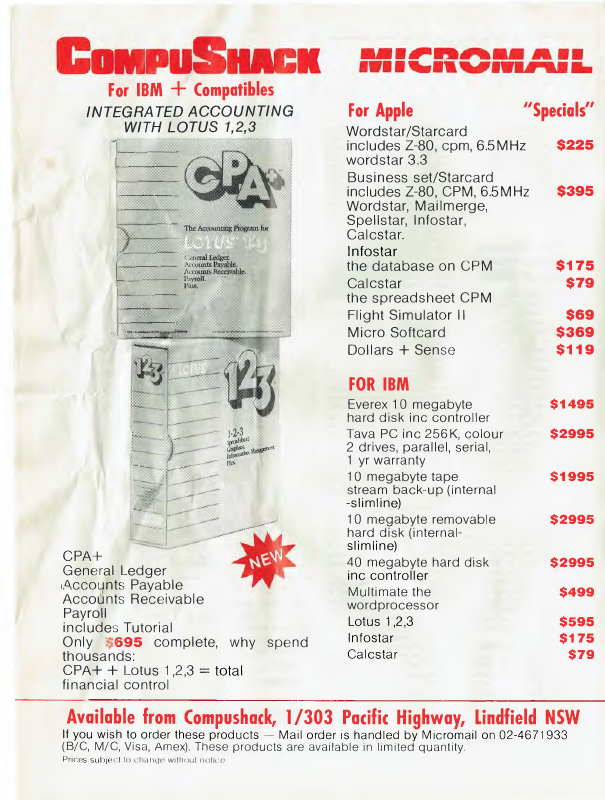 COMPUSHACK
For IBM + Compatibles
INTEGRATED ACCOUNTING
WITH LOTUS 1,2,3
CPA+
The Accounting Program for
LOTUS 123
General Ledger.
Accounts Payable.
Accounts Receivable.
Payroll.
Plus.
123
LOTUS
123
1-2-3
Spreadsheet
Graphics
Information Management
Plus.
NEW
CPA+
General Ledger
Accounts Payable
Accounts Receivable
Payroll
includes Tutorial
Only $695 complete, why spend
thousands:
CPA+ + Lotus 1,2,3 = total
financial control
MICROMAIL
For Apple "Specials"
Wordstar/Starcard
includes Z-80, cpm, 6.5MHz $225
wordstar 3.3
Business set/Starcard
includes Z-80, CPM, 6.5MHz $395
Wordstar, Mailmerge,
Spellstar, Infostar,
Calcstar.
Infostar
the database on CPM $175
Calcstar $79
the spreadsheet CPM
Flight Simulator II $69
Micro Softcard $369
Dollars + Sense $119
FOR IBM
Everex 10 megabyte $1495
hard disk inc controller
Tava PC inc 256K, colour $2995
2 drives, parallel, serial,
1 yr warranty
10 megabyte tape $1995
stream back-up (internal
-slimline)
10 megabyte removable $2995
hard disk (internal-
slimline)
40 megabyte hard disk $2995
inc controller
Multimate the $499
wordprocessor
Lotus 1,2,3 $595
Infostar $175
Calcstar $79
Available from Compushack, 1/303 Pacific Highway, Lindfield NSW
If you wish to order these products — Mail order is handled by Micromail on 02-4671933
(B/C, M/C, Visa, Amex). These products are available in limited quantity.
Prices subject to change without notice